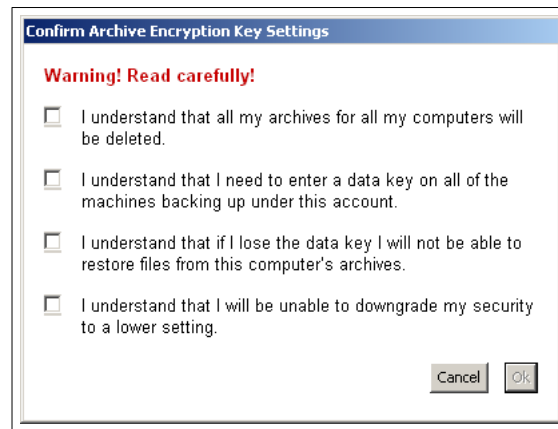 Confirm Archive Encryption Key Settings
Warning! Read carefully!
I understand that all my archives for all my computers will
be deleted.
I understand that I need to enter a data key on all of the
machines backing up under this account.
I understand that if I lose the data key I will not be able to
restore files from this computer's archives.
I understand that I will be unable to downgrade my security
to a lower setting.
Cancel Ok